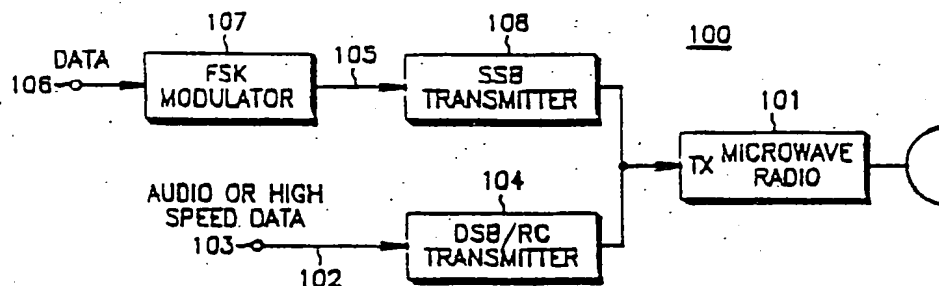 107
108
100
DATA
106
FSK
MODULATOR
105
SSB
TRANSMITTER
101
TX MICROWAVE
RADIO
AUDIO OR HIGH
SPEED DATA
103
102
104
DSB/RC
TRANSMITTER